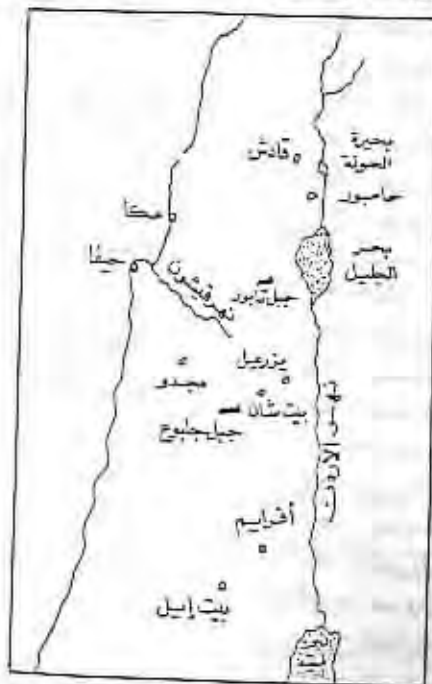 بحيرة
الحولة
قادش
حاصور
عكا
بحر
الجليل
حيفا
جبل تابور
نهر قيشون
يزرعيل
مجدو
بيت شان
جبل جلبوع
نهر الأردن
أفرايم
بيت إيل